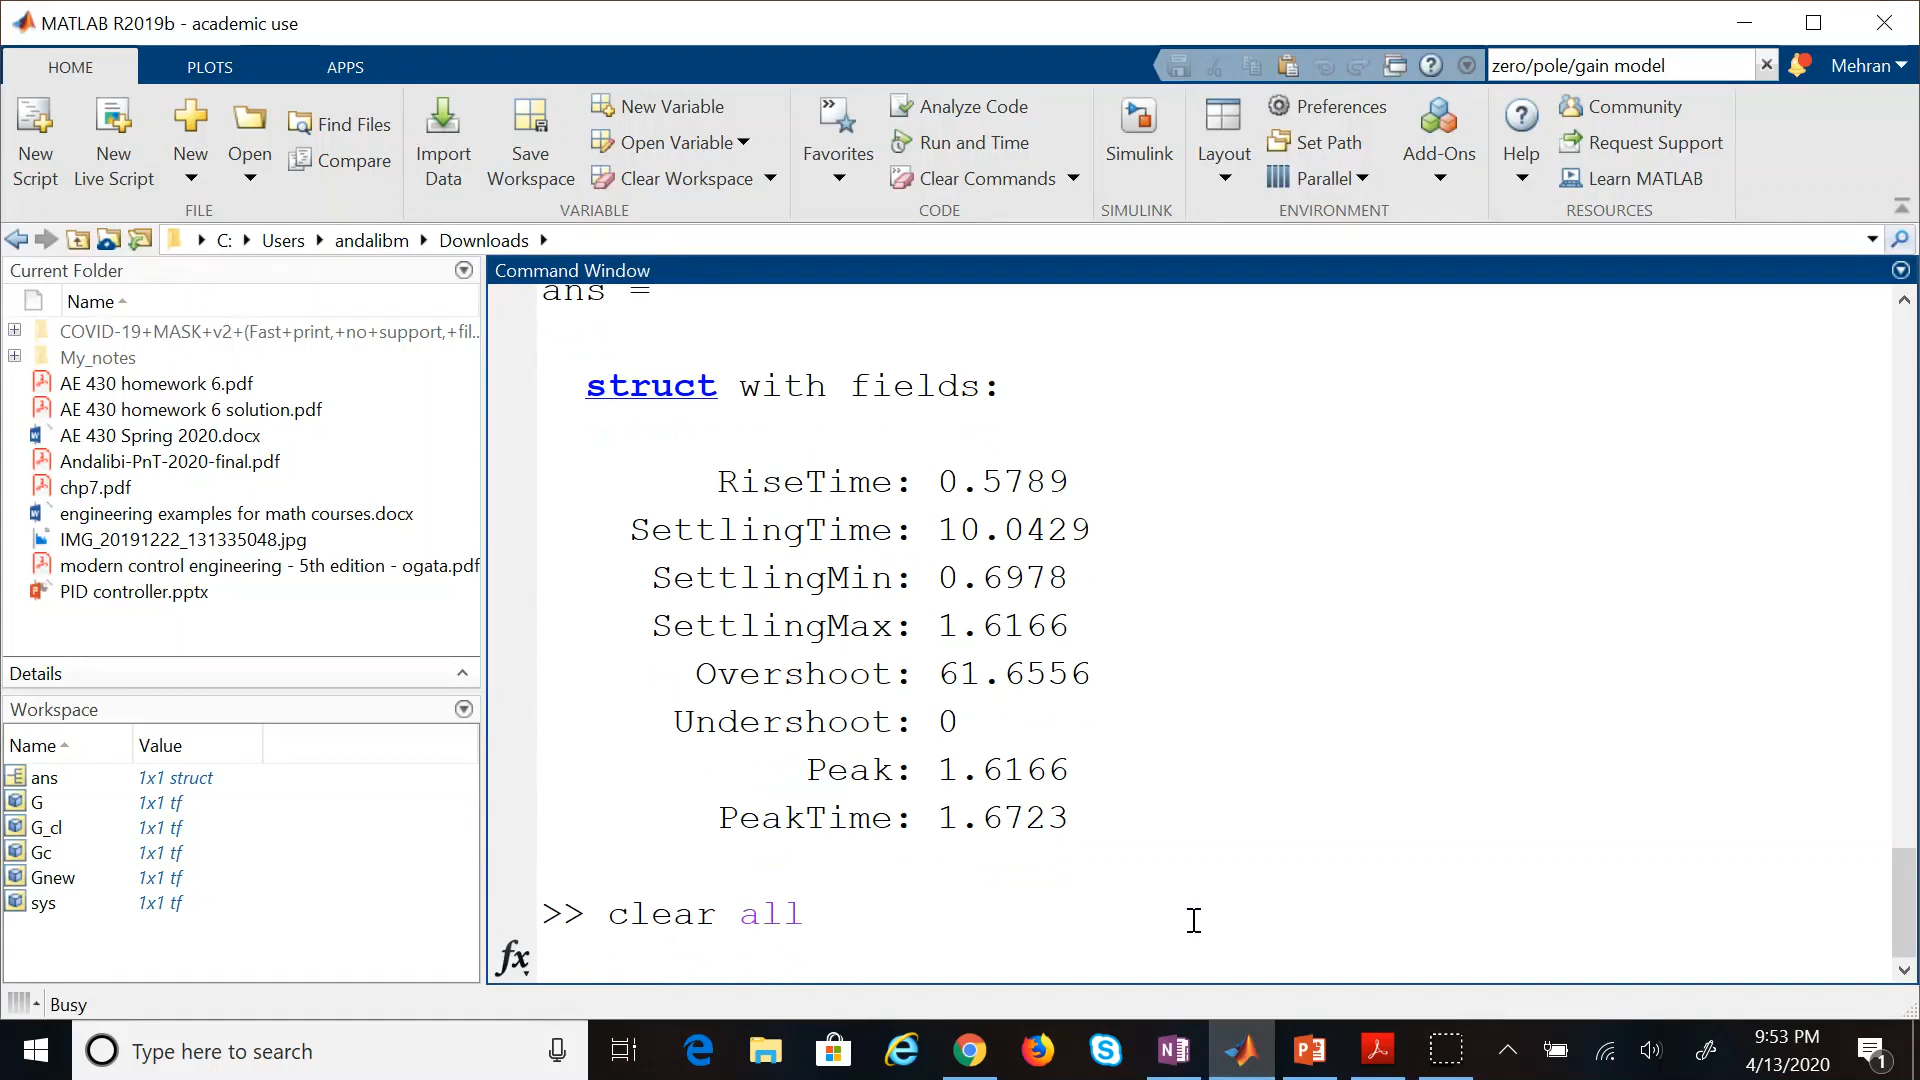 MATLAB R2019b - academic use
HOME
PLOTS
APPS
zero/pole/gain model
Mehran
New Script
New Live Script
New
Open
Find Files
Compare
FILE
Import Data
Save Workspace
New Variable
Open Variable
Clear Workspace
VARIABLE
Favorites
Analyze Code
Run and Time
Clear Commands
CODE
Simulink
SIMULINK
Layout
Preferences
Set Path
Parallel
Add-Ons
ENVIRONMENT
Help
Community
Request Support
Learn MATLAB
RESOURCES
C: Users andalibm Downloads
Current Folder
Name
COVID-19+MASK+v2+(Fast+print,+no+support,+fil...
My_notes
AE 430 homework 6.pdf
AE 430 homework 6 solution.pdf
AE 430 Spring 2020.docx
Andalibi-PnT-2020-final.pdf
chp7.pdf
engineering examples for math courses.docx
IMG_20191222_131335048.jpg
modern control engineering - 5th edition - ogata.pdf
PID controller.pptx
Details
Workspace
Name Value
ans 1x1 struct
G 1x1 tf
G_cl 1x1 tf
Gc 1x1 tf
Gnew 1x1 tf
sys 1x1 tf
Command Window
ans =
struct with fields:
RiseTime: 0.5789
SettlingTime: 10.0429
SettlingMin: 0.6978
SettlingMax: 1.6166
Overshoot: 61.6556
Undershoot: 0
Peak: 1.6166
PeakTime: 1.6723
>> clear all
fx
Busy
Type here to search
9:53 PM
4/13/2020
1